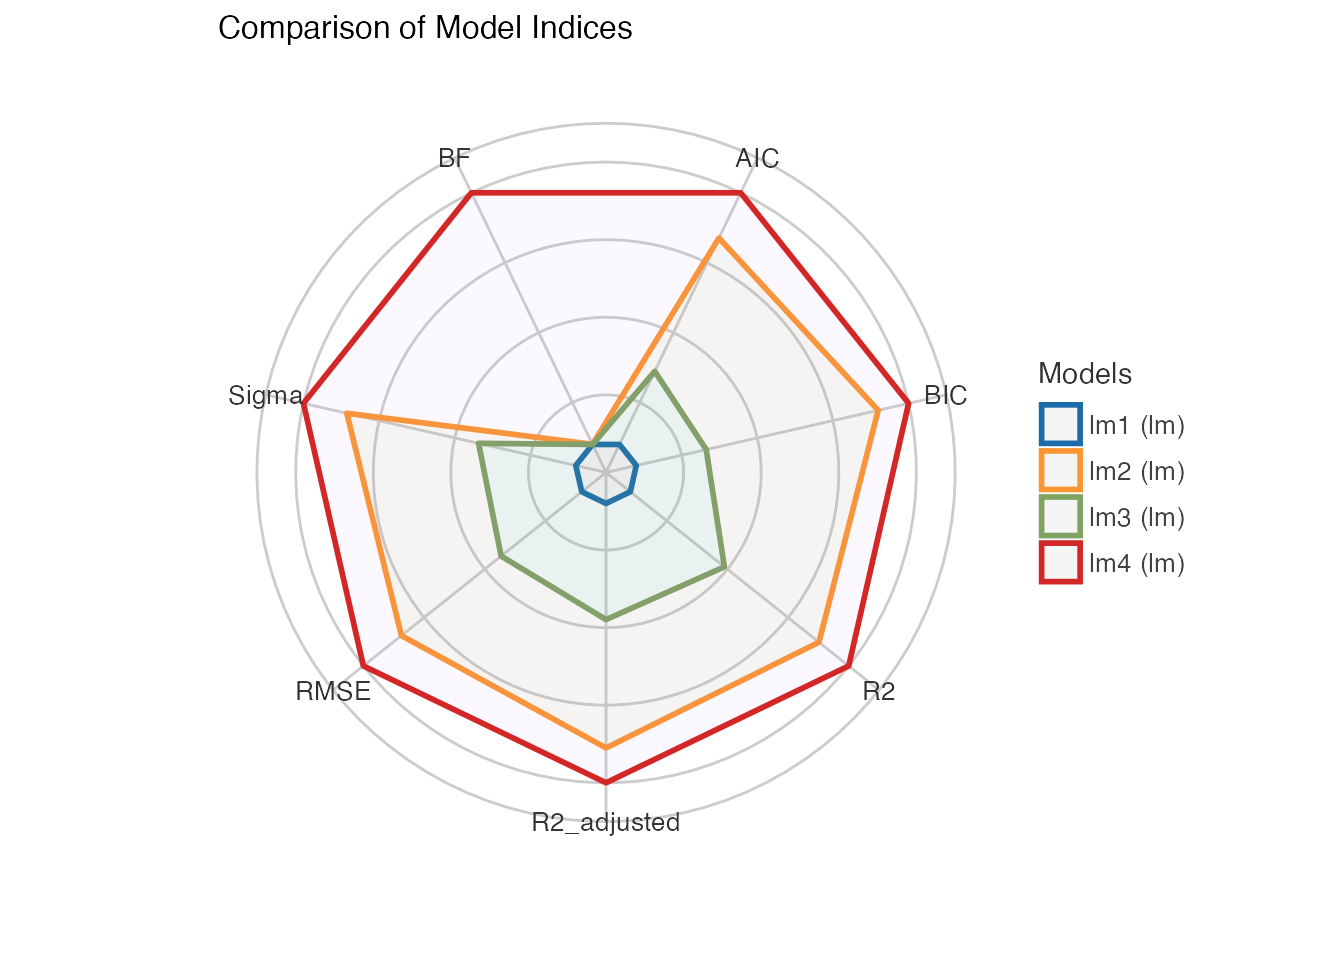 Comparison of Model Indices
BF
AIC
Sigma
BIC
RMSE
R2
R2_adjusted
Models
lm1 (lm)
lm2 (lm)
lm3 (lm)
lm4 (lm)